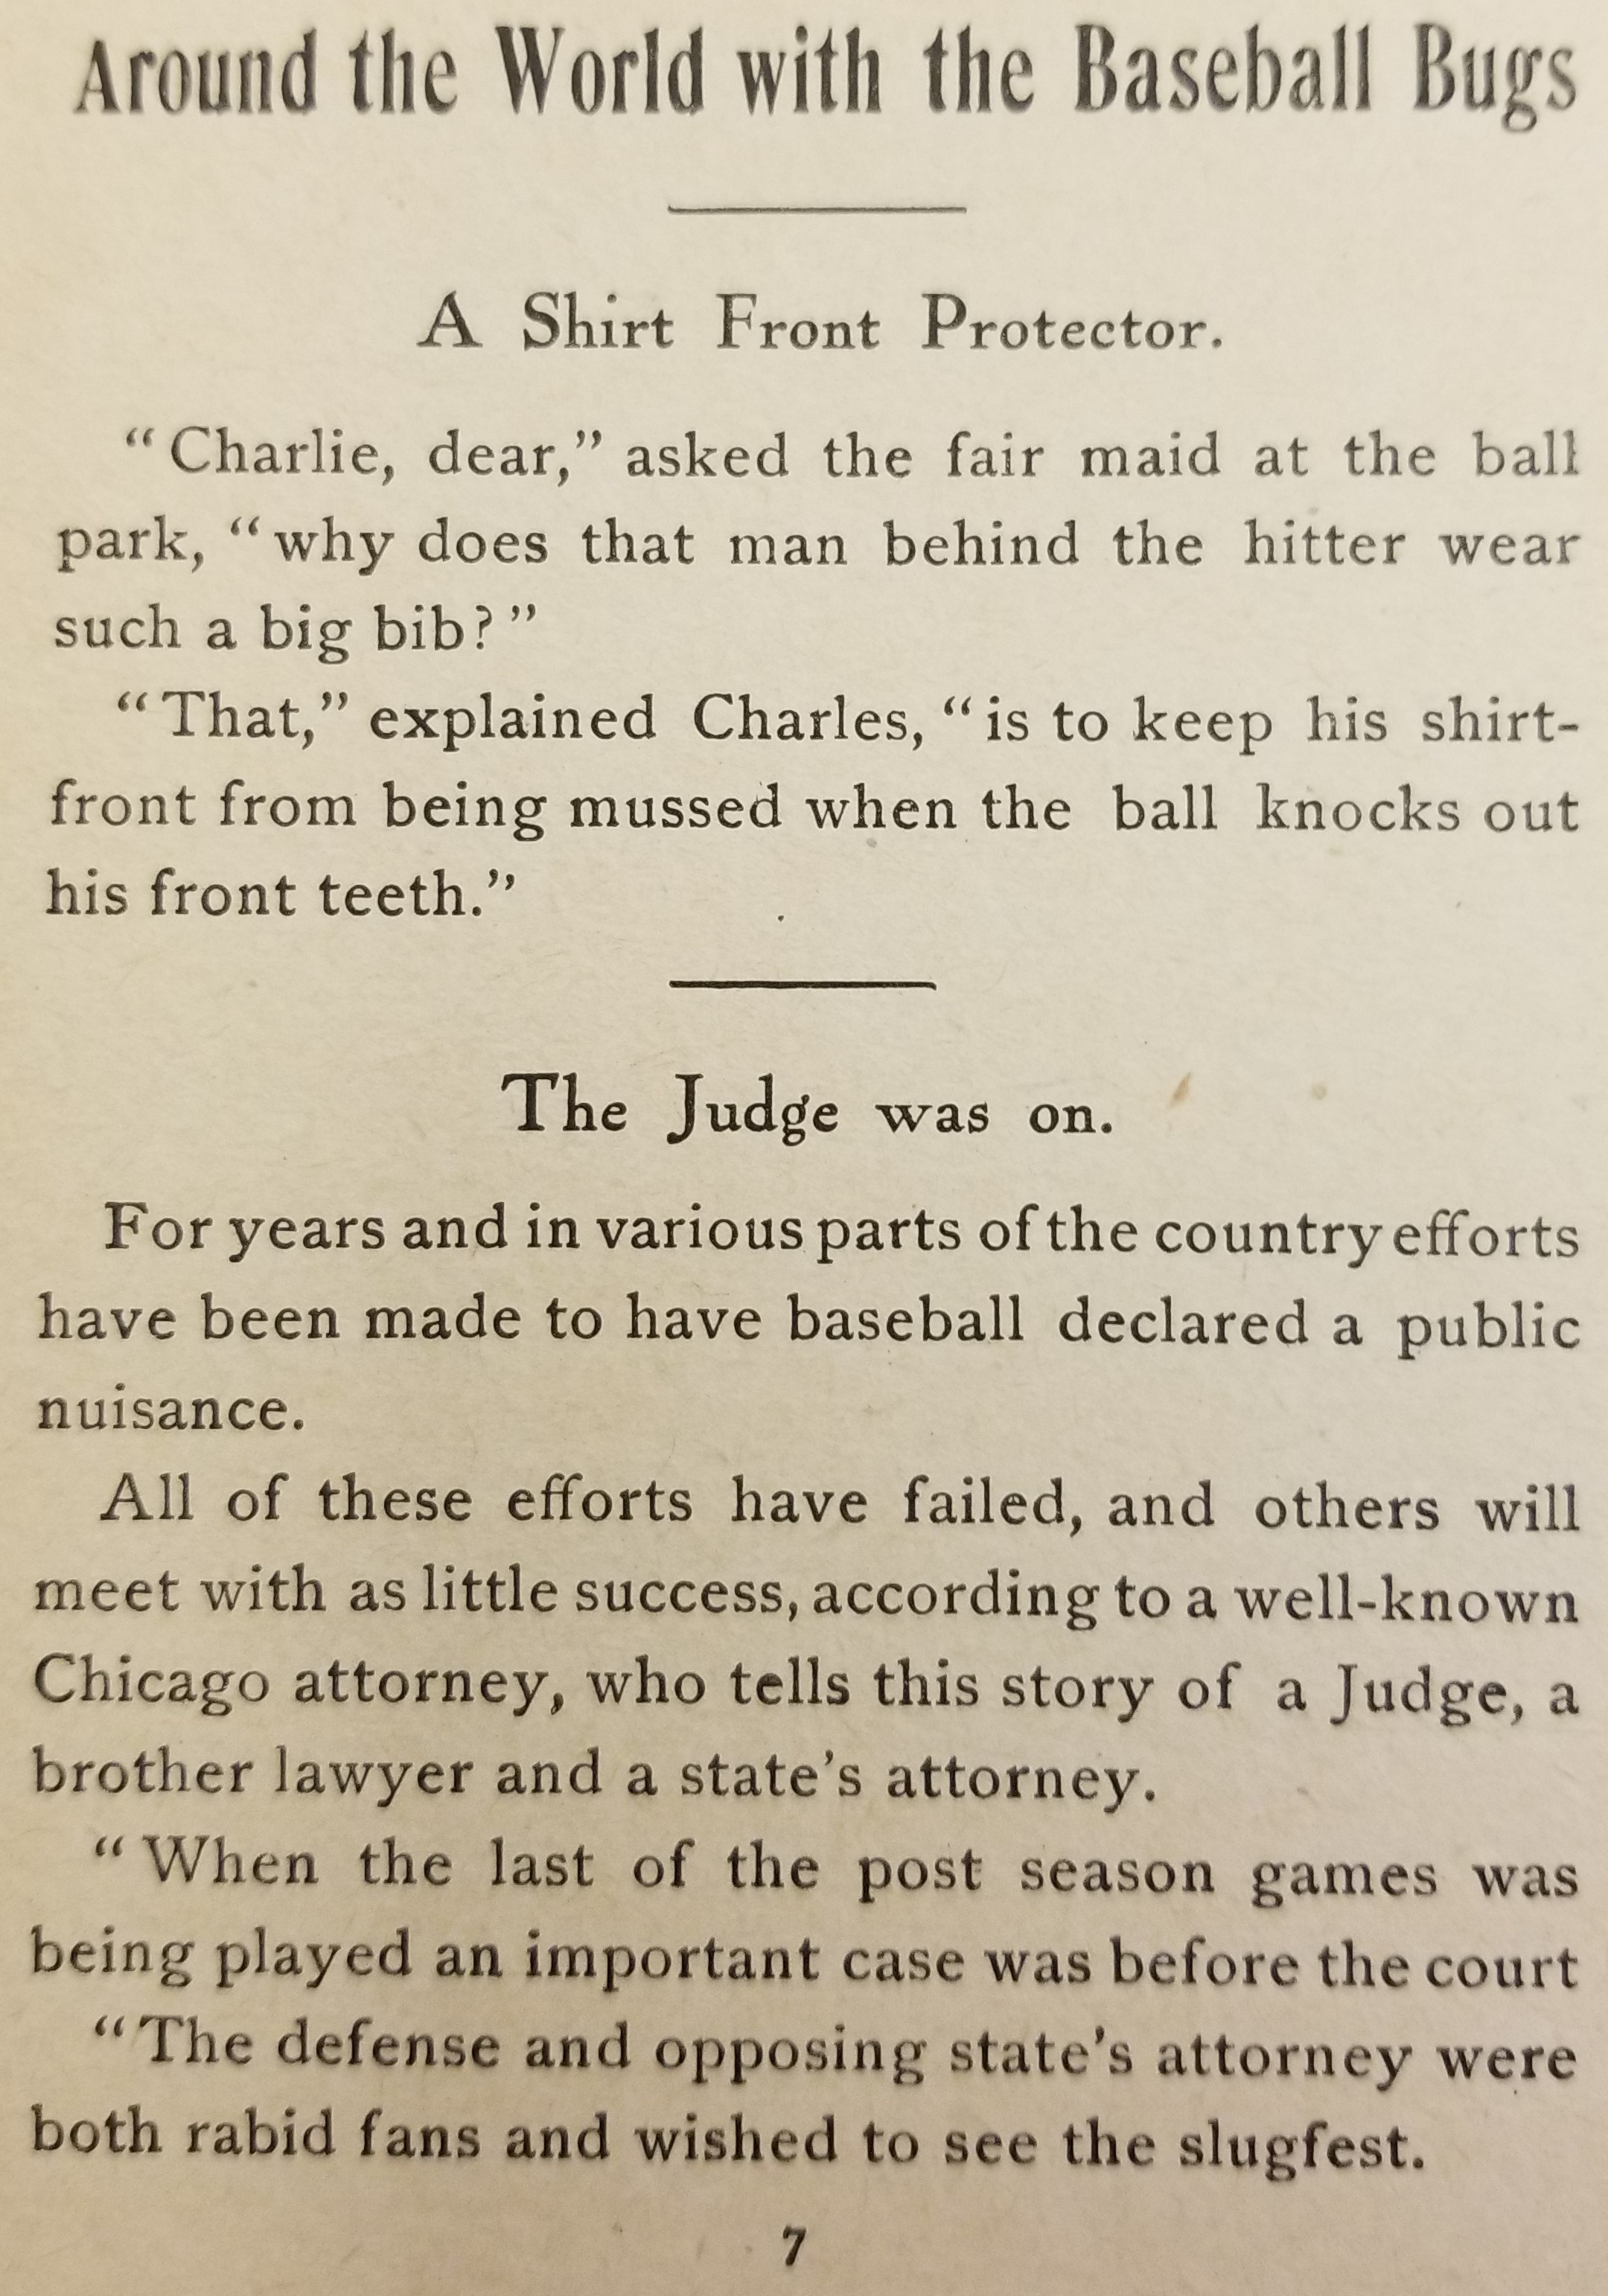 Around the World with the Baseball Bugs
A Shirt Front Protector.
“Charlie, dear,” asked the fair maid at the ball
park, “why does that man behind the hitter wear
such a big bib?”
“That,” explained Charles, “is to keep his shirt-
front from being mussed when the ball knocks out
his front teeth.”
The Judge was on.
For years and in various parts of the country efforts
have been made to have baseball declared a public
nuisance.
All of these efforts have failed, and others will
meet with as little success, according to a well-known
Chicago attorney, who tells this story of a Judge, a
brother lawyer and a state’s attorney.
“When the last of the post season games was
being played an important case was before the court
“The defense and opposing state’s attorney were
both rabid fans and wished to see the slugfest.
7